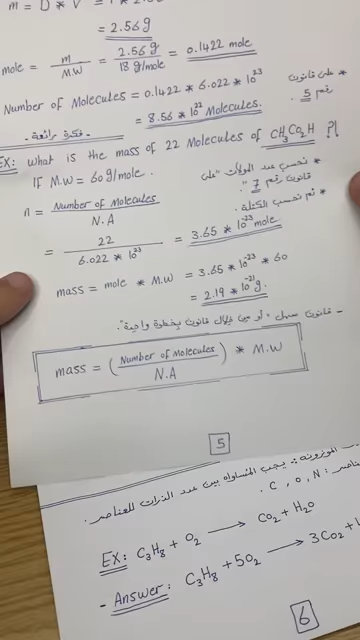 m = D * V =
= 2.56 g
mole = m / MW = 2.56 g / 18 g/mole = 0.1422 mole
* على قانون رقم 5.
Number of Molecules = 0.1422 * 6.022 * 10^23
= 8.56 * 10^22 Molecules.
- فكرة رائعة -
EX: What is the mass of 22 Molecules of CH3CO2H ?!
If M.W = 60 g/mole.
* نحسب عدد المولات "على قانون رقم 7".
* ثم نحسب الكتلة.
n = Number of Molecules / N.A
= 22 / 6.022 * 10^23 = 3.65 * 10^-23 mole
mass = mole * M.W = 3.65 * 10^-23 * 60
= 2.19 * 10^-21 g.
- قانون سهل، أو من خلال قانون بخطوة واحدة".
mass = (Number of Molecules / N.A) * M.W
5
الموزونة: يجب المساواة بين عدد الذرات للعناصر
C, O, N : العناصر
EX: C3H8 + O2 → CO2 + H2O
- Answer: C3H8 + 5O2 → 3CO2 +
6